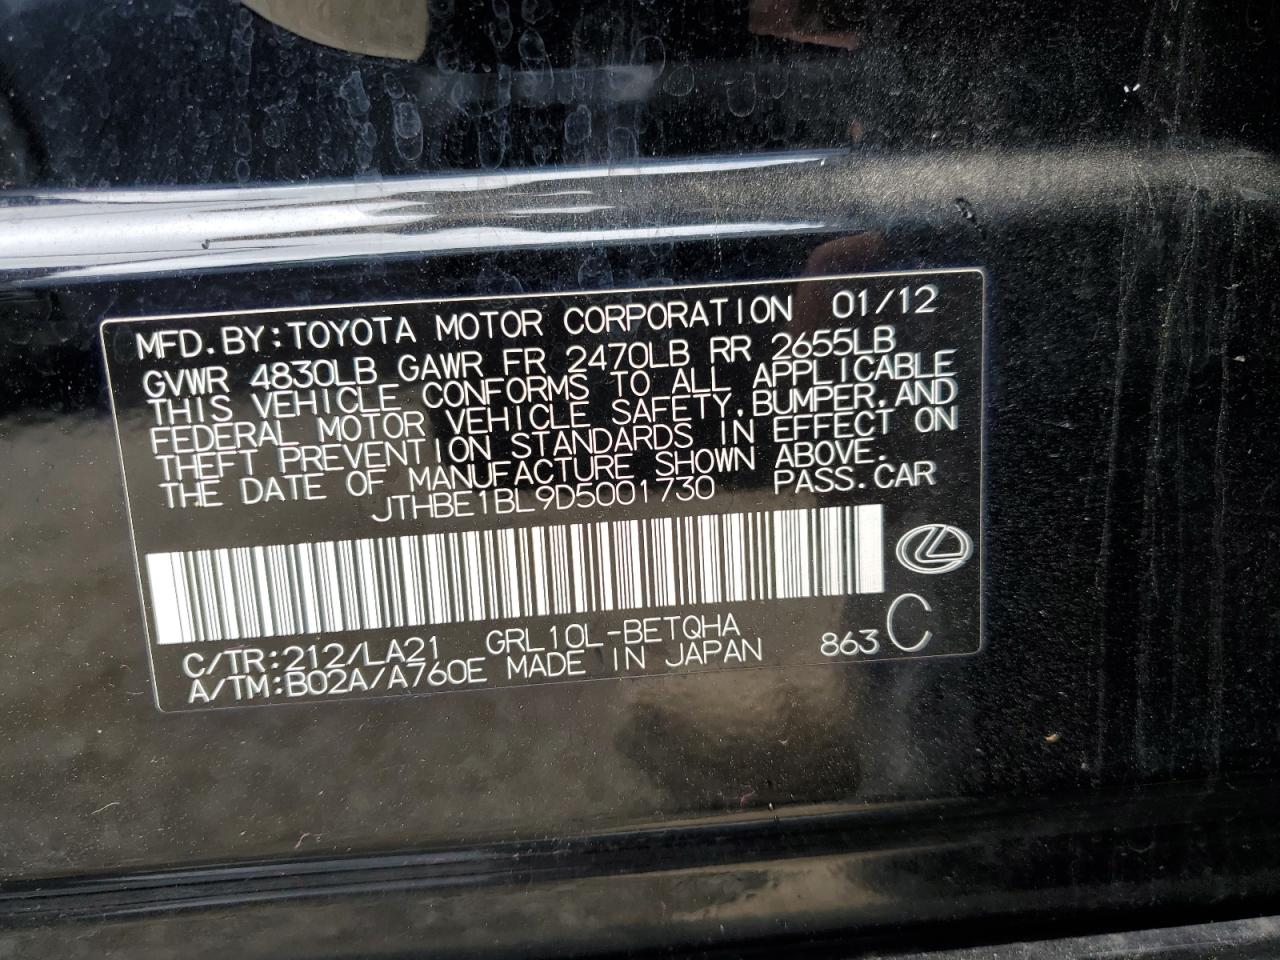 MFD.BY:TOYOTA MOTOR CORPORATION 01/12
GVWR 4830LB GAWR FR 2470LB RR 2655LB
THIS VEHICLE CONFORMS TO ALL APPLICABLE
FEDERAL MOTOR VEHICLE SAFETY,BUMPER,AND
THEFT PREVENTION STANDARDS IN EFFECT ON
THE DATE OF MANUFACTURE SHOWN ABOVE.
JTHBE1BL9D5001730 PASS.CAR
C/TR:212/LA21 GRL10L-BETQHA
A/TM:B02A/A760E MADE IN JAPAN 863 C